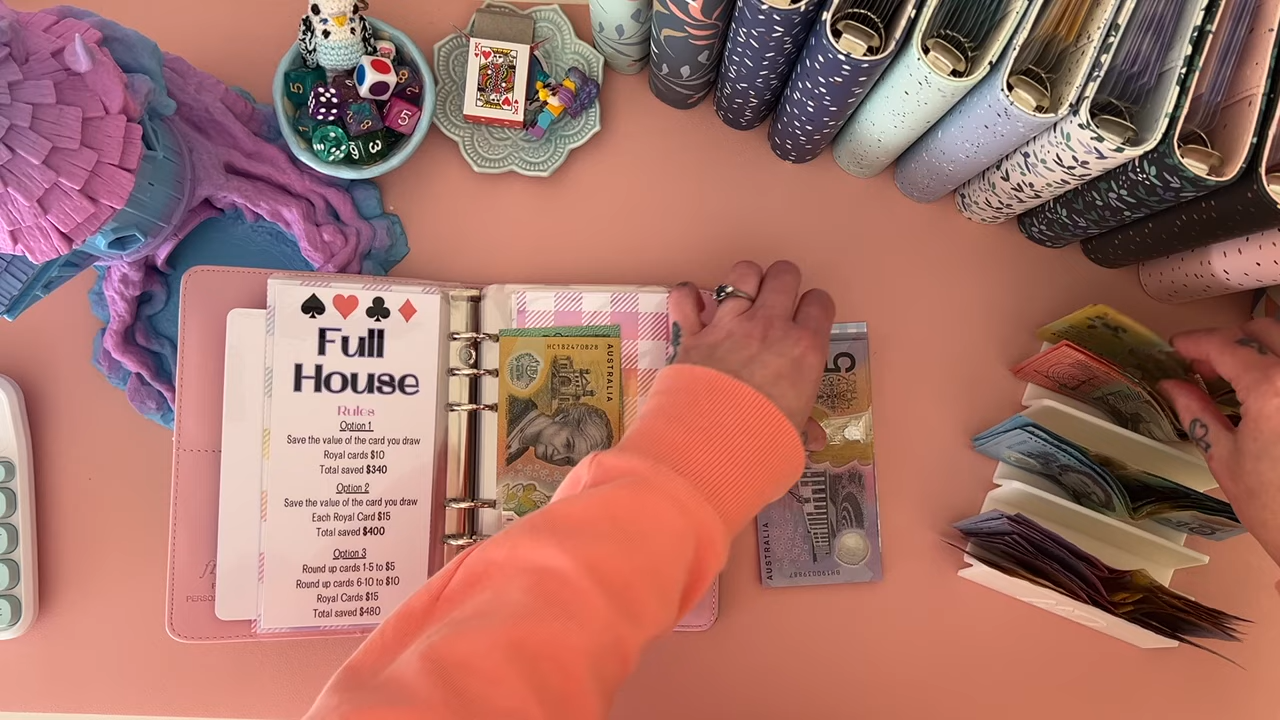 Full
House
Rules
Option 1
Save the value of the card you draw
Royal cards $10
Total saved $340
Option 2
Save the value of the card you draw
Each Royal Card $15
Total saved $400
Option 3
Round up cards 1-5 to $5
Round up cards 6-10 to $10
Royal Cards $15
Total saved $480
HC182470828
AUSTRALIA
5
AUSTRALIA
BH190039887
K
K